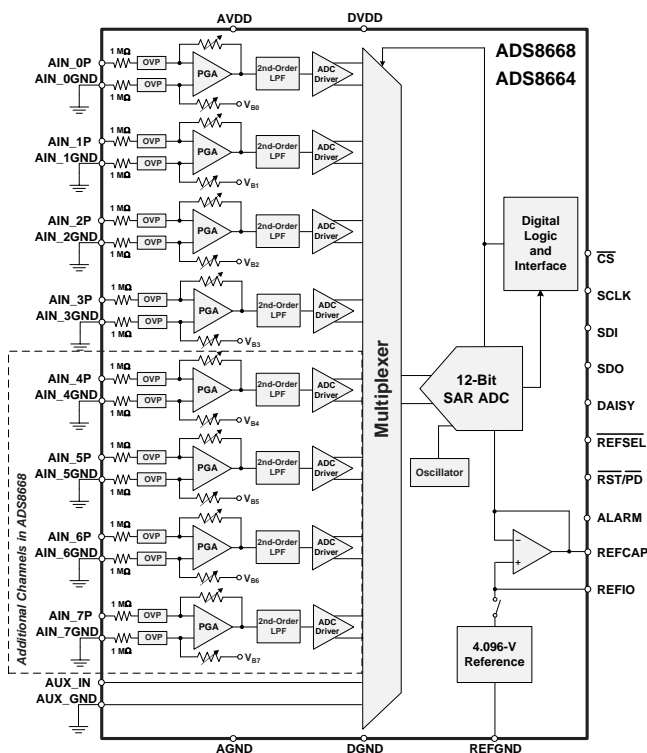 AVDD
DVDD
ADS8668
ADS8664
AIN_0P
AIN_0GND
1 MΩ
1 MΩ
OVP
OVP
PGA
2nd-Order
LPF
ADC
Driver
VB0
AIN_1P
AIN_1GND
1 MΩ
1 MΩ
OVP
OVP
PGA
2nd-Order
LPF
ADC
Driver
VB1
AIN_2P
AIN_2GND
1 MΩ
1 MΩ
OVP
OVP
PGA
2nd-Order
LPF
ADC
Driver
VB2
AIN_3P
AIN_3GND
1 MΩ
1 MΩ
OVP
OVP
PGA
2nd-Order
LPF
ADC
Driver
VB3
Additional Channels in ADS8668
AIN_4P
AIN_4GND
1 MΩ
1 MΩ
OVP
OVP
PGA
2nd-Order
LPF
ADC
Driver
VB4
AIN_5P
AIN_5GND
1 MΩ
1 MΩ
OVP
OVP
PGA
2nd-Order
LPF
ADC
Driver
VB5
AIN_6P
AIN_6GND
1 MΩ
1 MΩ
OVP
OVP
PGA
2nd-Order
LPF
ADC
Driver
VB6
AIN_7P
AIN_7GND
1 MΩ
1 MΩ
OVP
OVP
PGA
2nd-Order
LPF
ADC
Driver
VB7
AUX_IN
AUX_GND
Multiplexer
Digital
Logic
and
Interface
12-Bit
SAR ADC
Oscillator
−
+
4.096-V
Reference
CS
SCLK
SDI
SDO
DAISY
REFSEL
RST/PD
ALARM
REFCAP
REFIO
AGND
DGND
REFGND